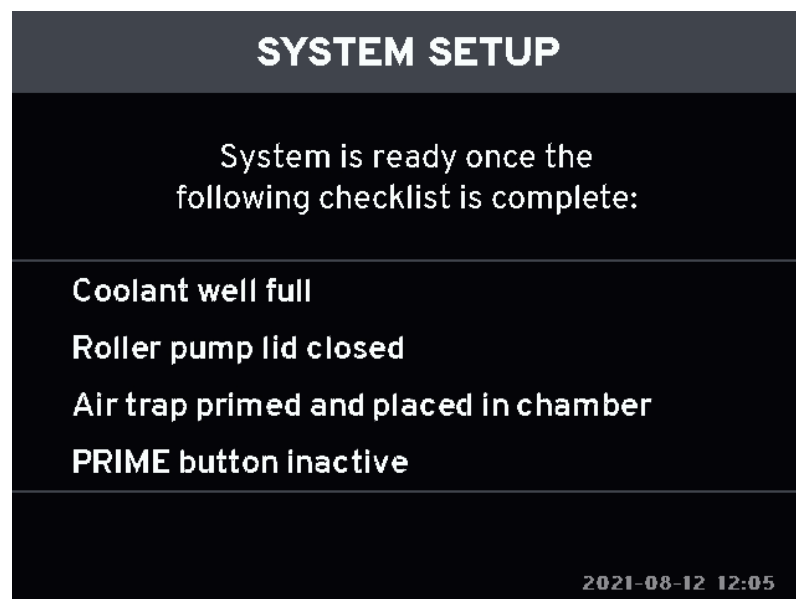 SYSTEM SETUP
System is ready once the
following checklist is complete:
Coolant well full
Roller pump lid closed
Air trap primed and placed in chamber
PRIME button inactive
2021-08-12 12:05